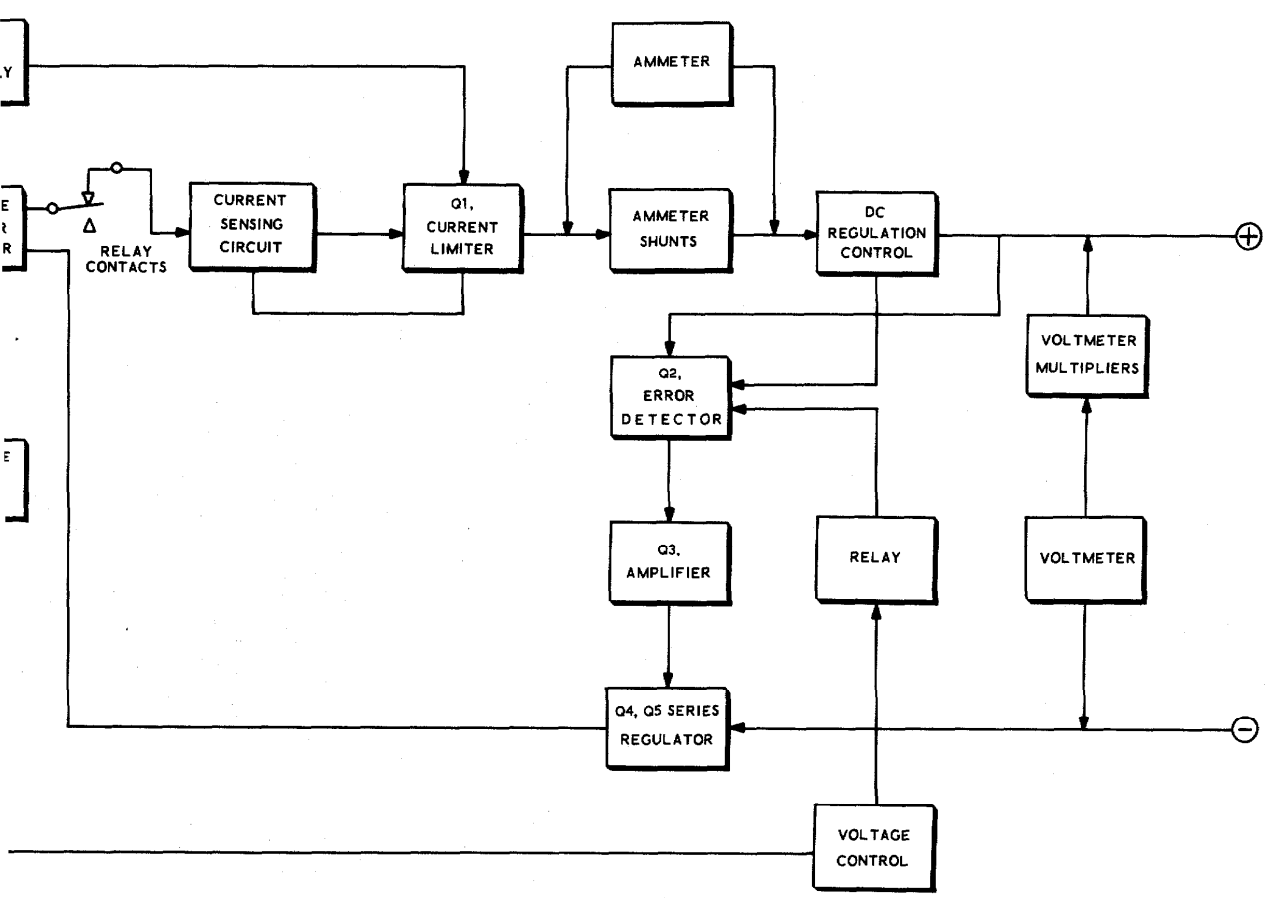 LY
AMMETER
E
R
R
RELAY
CONTACTS
CURRENT
SENSING
CIRCUIT
Q1,
CURRENT
LIMITER
AMMETER
SHUNTS
DC
REGULATION
CONTROL
+
VOLTMETER
MULTIPLIERS
Q2,
ERROR
DETECTOR
E
Q3,
AMPLIFIER
RELAY
VOLTMETER
Q4, Q5 SERIES
REGULATOR
−
VOLTAGE
CONTROL